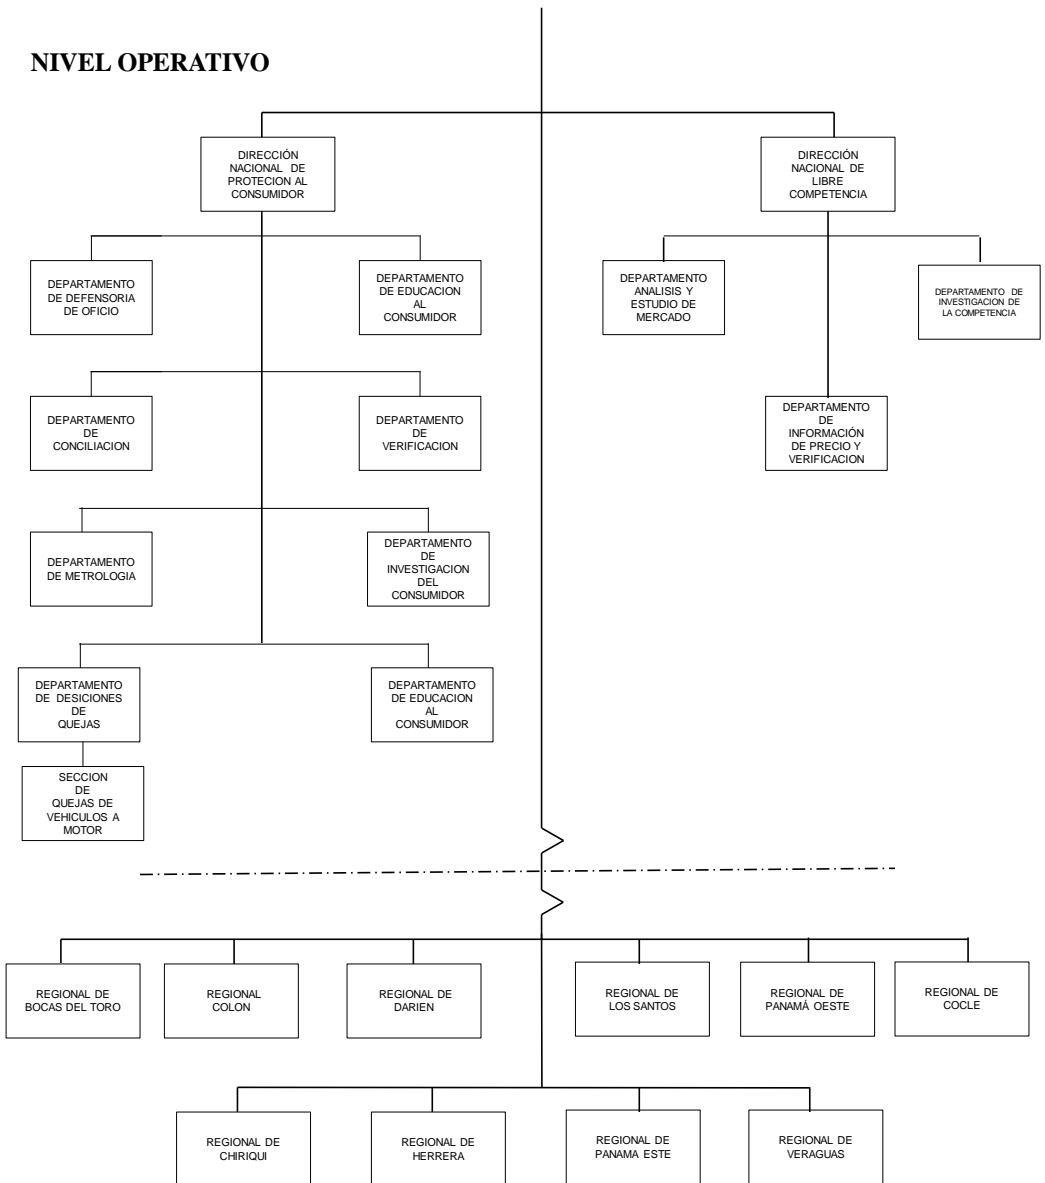 NIVEL OPERATIVO
DIRECCIÓN
NACIONAL DE
PROTECION AL
CONSUMIDOR
DIRECCIÓN
NACIONAL DE
LIBRE
COMPETENCIA
DEPARTAMENTO
DE DEFENSORIA
DE OFICIO
DEPARTAMENTO
DE EDUCACION
AL
CONSUMIDOR
DEPARTAMENTO
ANALISIS Y
ESTUDIO DE
MERCADO
DEPARTAMENTO DE
INVESTIGACION DE
LA COMPETENCIA
DEPARTAMENTO
DE
CONCILIACION
DEPARTAMENTO
DE
VERIFICACION
DEPARTAMENTO
DE
INFORMACIÓN
DE PRECIO Y
VERIFICACION
DEPARTAMENTO
DE METROLOGIA
DEPARTAMENTO
DE
INVESTIGACION
DEL
CONSUMIDOR
DEPARTAMENTO
DE DESICIONES
DE
QUEJAS
DEPARTAMENTO
DE EDUCACION
AL
CONSUMIDOR
SECCION
DE
QUEJAS DE
VEHICULOS A
MOTOR
REGIONAL DE
BOCAS DEL TORO
REGIONAL
COLON
REGIONAL DE
DARIEN
REGIONAL DE
LOS SANTOS
REGIONAL DE
PANAMÁ OESTE
REGIONAL DE
COCLE
REGIONAL DE
CHIRIQUI
REGIONAL DE
HERRERA
REGIONAL DE
PANAMA ESTE
REGIONAL DE
VERAGUAS